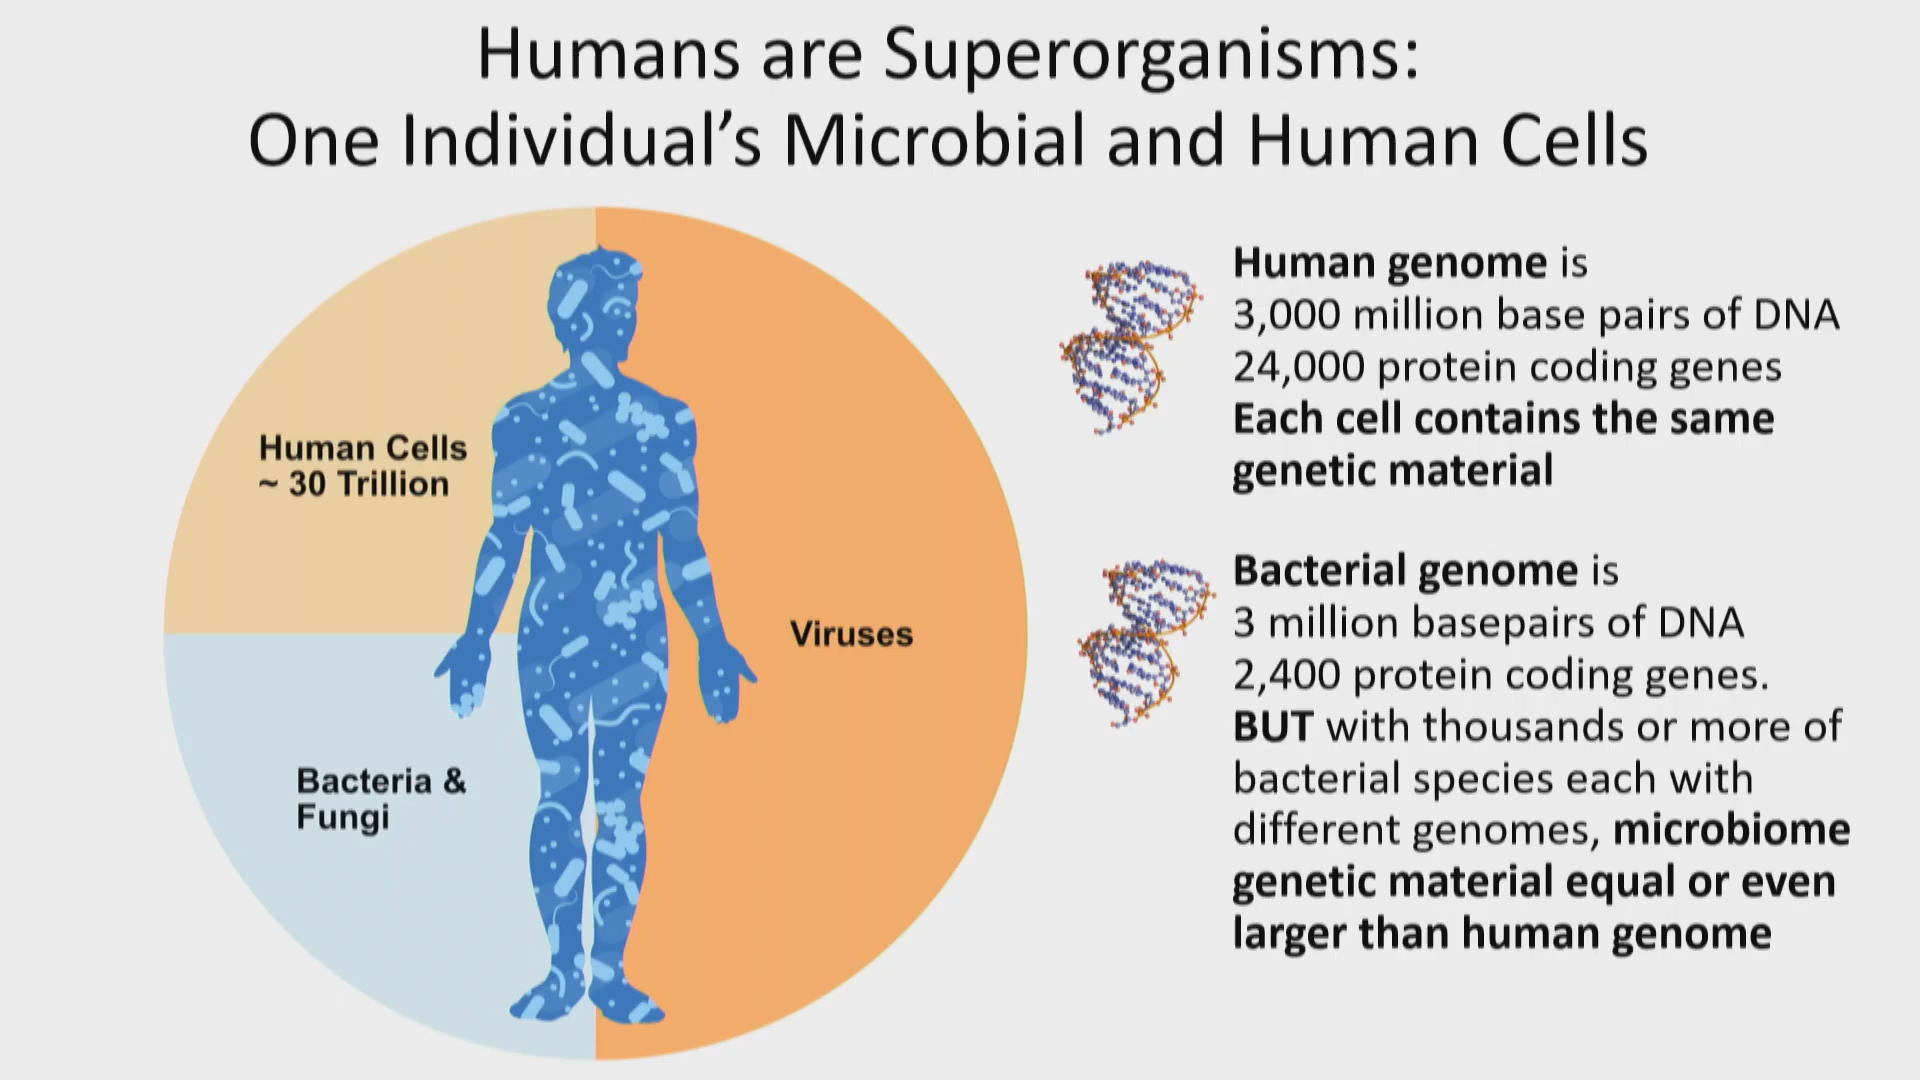 Humans are Superorganisms:
One Individual’s Microbial and Human Cells
Human Cells
~ 30 Trillion
Bacteria &
Fungi
Viruses
Human genome is
3,000 million base pairs of DNA
24,000 protein coding genes
Each cell contains the same
genetic material
Bacterial genome is
3 million basepairs of DNA
2,400 protein coding genes.
BUT with thousands or more of
bacterial species each with
different genomes, microbiome
genetic material equal or even
larger than human genome